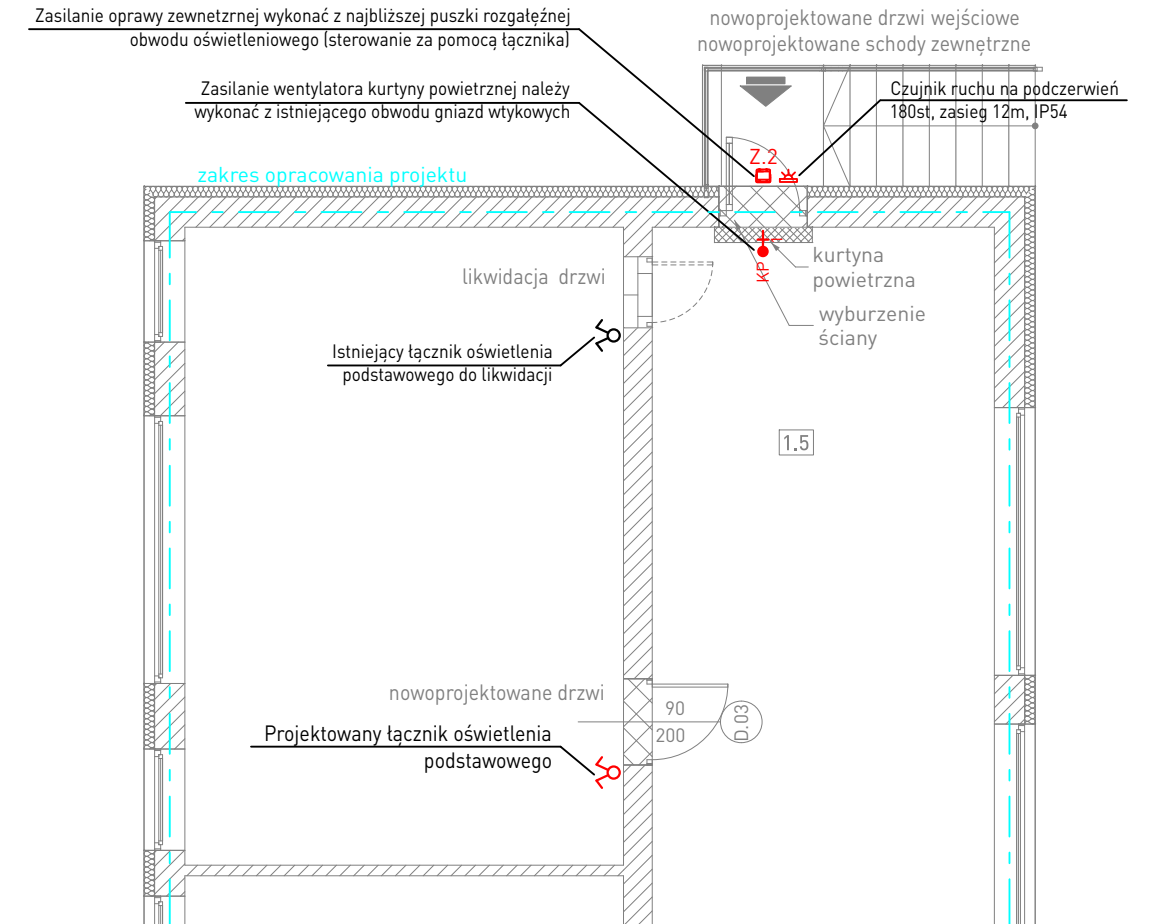 Zasilanie oprawy zewnetzrnej wykonać z najbliższej puszki rozgałęźnej
obwodu oświetleniowego (sterowanie za pomocą łącznika)
nowoprojektowane drzwi wejściowe
nowoprojektowane schody zewnętrzne
Zasilanie wentylatora kurtyny powietrznej należy
wykonać z istniejącego obwodu gniazd wtykowych
Czujnik ruchu na podczerwień
180st, zasieg 12m, IP54
Z.2
zakres opracowania projektu
KP
kurtyna
powietrzna
likwidacja drzwi
wyburzenie
ściany
Istniejący łącznik oświetlenia
podstawowego do likwidacji
1.5
nowoprojektowane drzwi
90
200
D.03
Projektowany łącznik oświetlenia
podstawowego